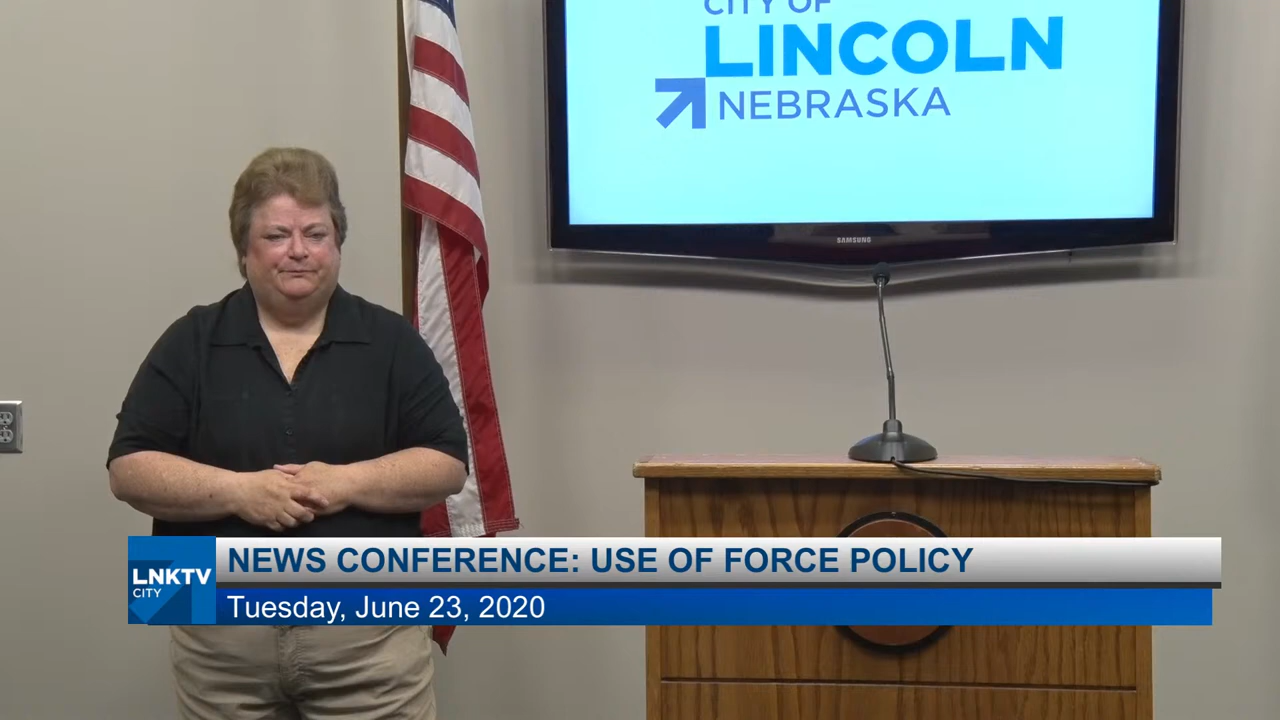 CITY OF
LINCOLN
NEBRASKA
SAMSUNG
NEWS CONFERENCE: USE OF FORCE POLICY
LNKTV
CITY
Tuesday, June 23, 2020